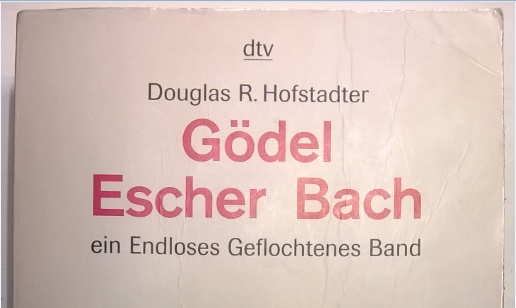 dtv
Douglas R. Hofstadter
Gödel
Escher Bach
ein Endloses Geflochtenes Band